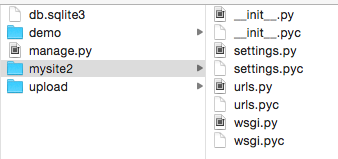 db.sqlite3
demo
manage.py
mysite2
upload
__init__.py
__init__.pyc
settings.py
settings.pyc
urls.py
urls.pyc
wsgi.py
wsgi.pyc